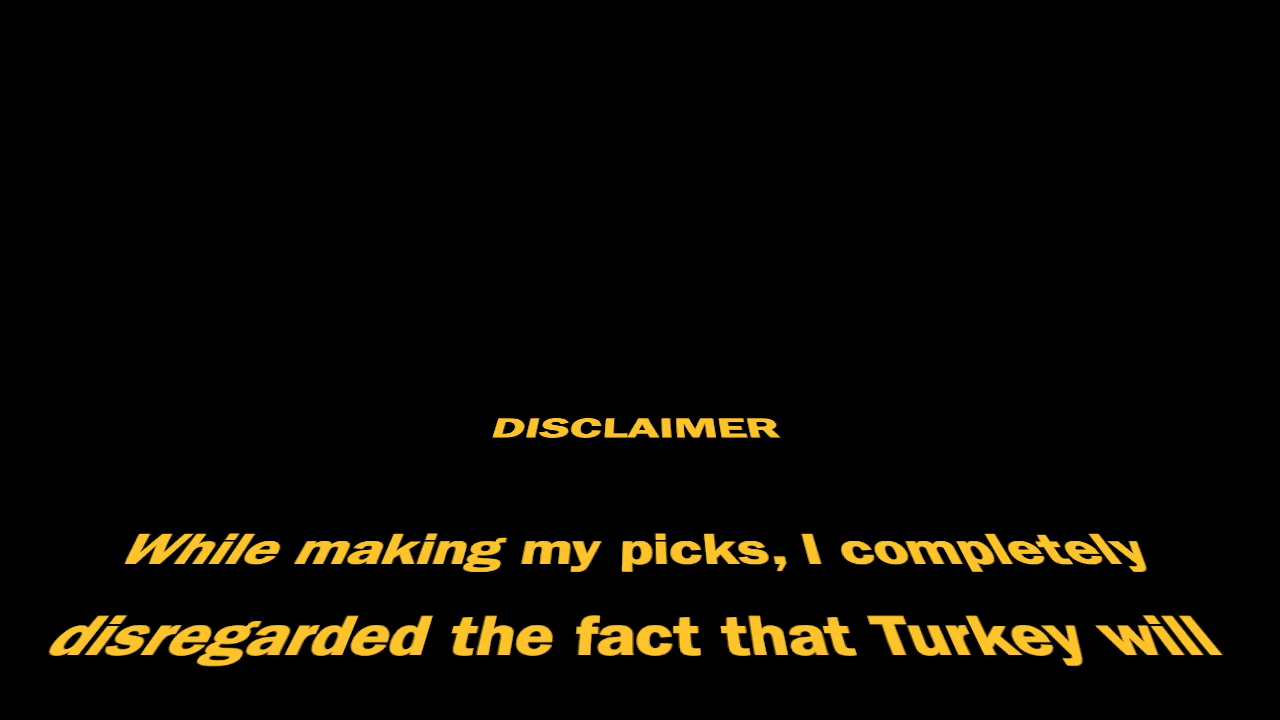 DISCLAIMER
While making my picks, I completely
disregarded the fact that Turkey will